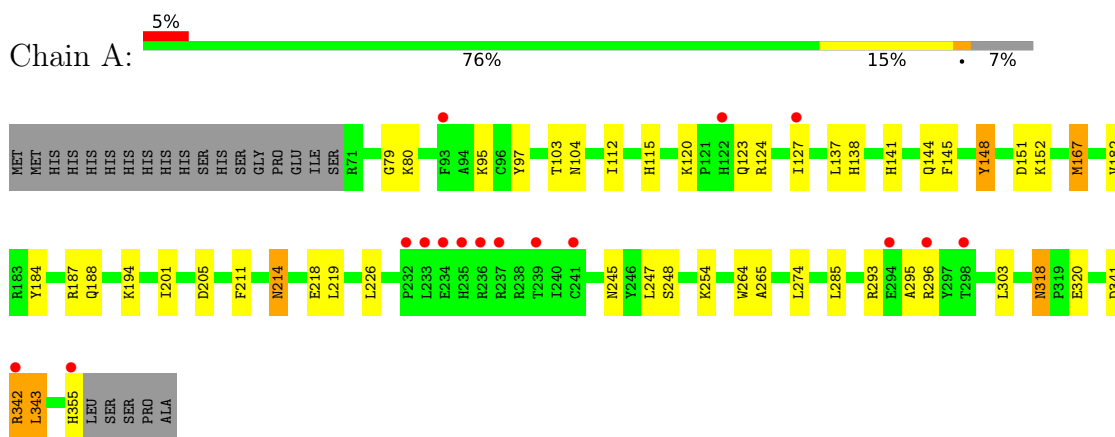 5%
Chain A:
76% 15% • 7%
MET MET HIS HIS HIS HIS HIS HIS HIS HIS HIS SER HIS SER GLY PRO GLU ILE SER R71 G79 K80 F93 A94 K95 C96 Y97 T103 N104 I112 H115 K120 P121 H122 Q123 R124 I127 L137 H138 H141 Q144 F145 Y148 D151 K152 M167 V182
R183 Y184 R187 Q188 K194 I201 D205 F211 N214 E218 L219 L226 P232 L233 E234 H235 R236 R237 R238 T239 I240 C241 N245 Y246 L247 S248 K254 W264 A265 L274 L285 R293 E294 A295 R296 Y297 T298 L303 N318 P319 E320 D341
R342 L343 H355 LEU SER SER PRO ALA